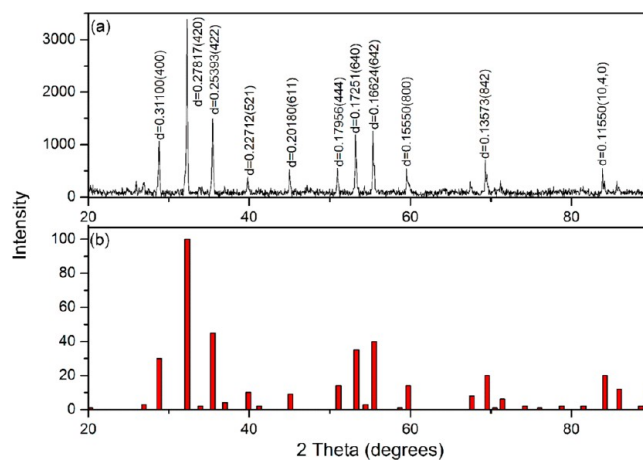 (a)
3000
2000
1000
0
d=0.31100(400)
d=0.27817(420)
d=0.25393(422)
d=0.22712(521)
d=0.20180(611)
d=0.17956(444)
d=0.17251(640)
d=0.16624(642)
d=0.15550(800)
d=0.13573(842)
d=0.11550(10,4,0)
20 40 60 80
Intensity
(b)
100
80
60
40
20
0
20 40 60 80
2 Theta (degrees)